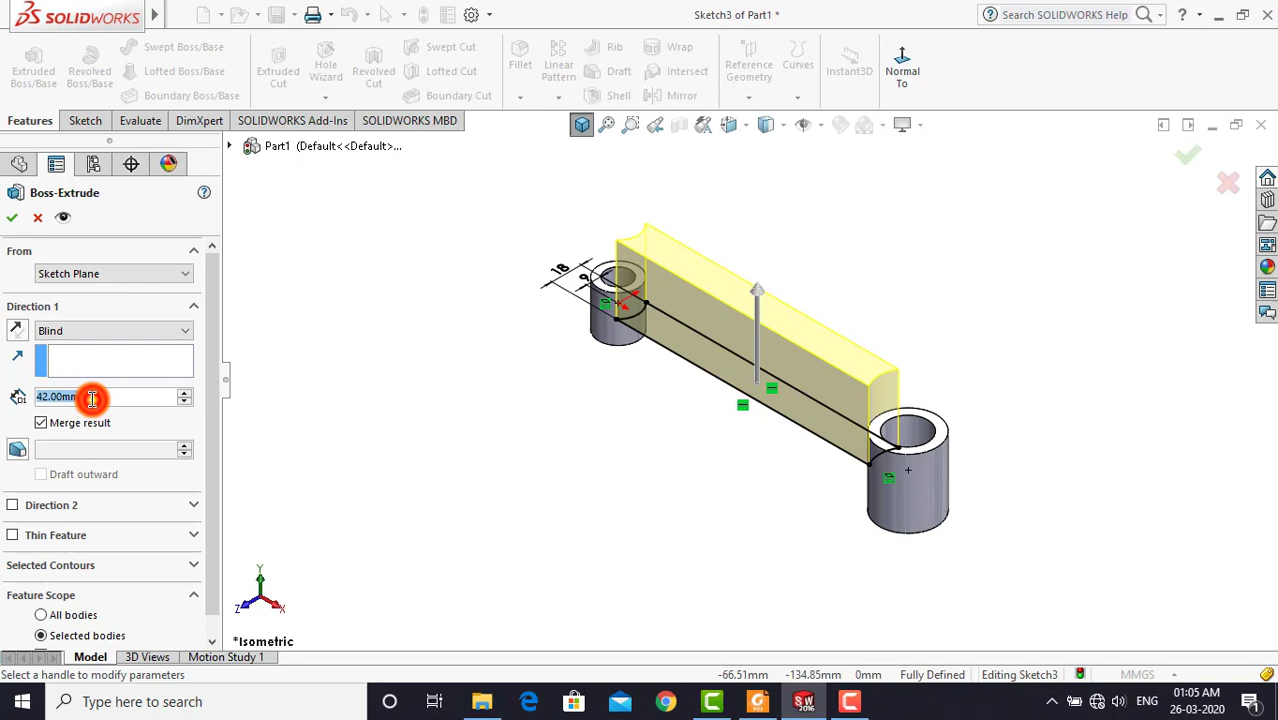 SOLIDWORKS
Sketch3 of Part1 *
Search SOLIDWORKS Help
Extruded Boss/Base
Revolved Boss/Base
Swept Boss/Base
Lofted Boss/Base
Boundary Boss/Base
Extruded Cut
Hole Wizard
Revolved Cut
Swept Cut
Lofted Cut
Boundary Cut
Fillet
Linear Pattern
Rib
Draft
Shell
Wrap
Intersect
Mirror
Reference Geometry
Curves
Instant3D
Normal To
Features
Sketch
Evaluate
DimXpert
SOLIDWORKS Add-Ins
SOLIDWORKS MBD
Part1 (Default<<Default>...
Boss-Extrude
From
Sketch Plane
Direction 1
Blind
42.00mm
Merge result
Draft outward
Direction 2
Thin Feature
Selected Contours
Feature Scope
All bodies
Selected bodies
18
9
Y
Z
X
*Isometric
Model
3D Views
Motion Study 1
Select a handle to modify parameters
-66.51mm
-134.85mm
0mm
Fully Defined
Editing Sketch3
MMGS
Type here to search
SW
2016
ENG
01:05 AM
26-03-2020
1